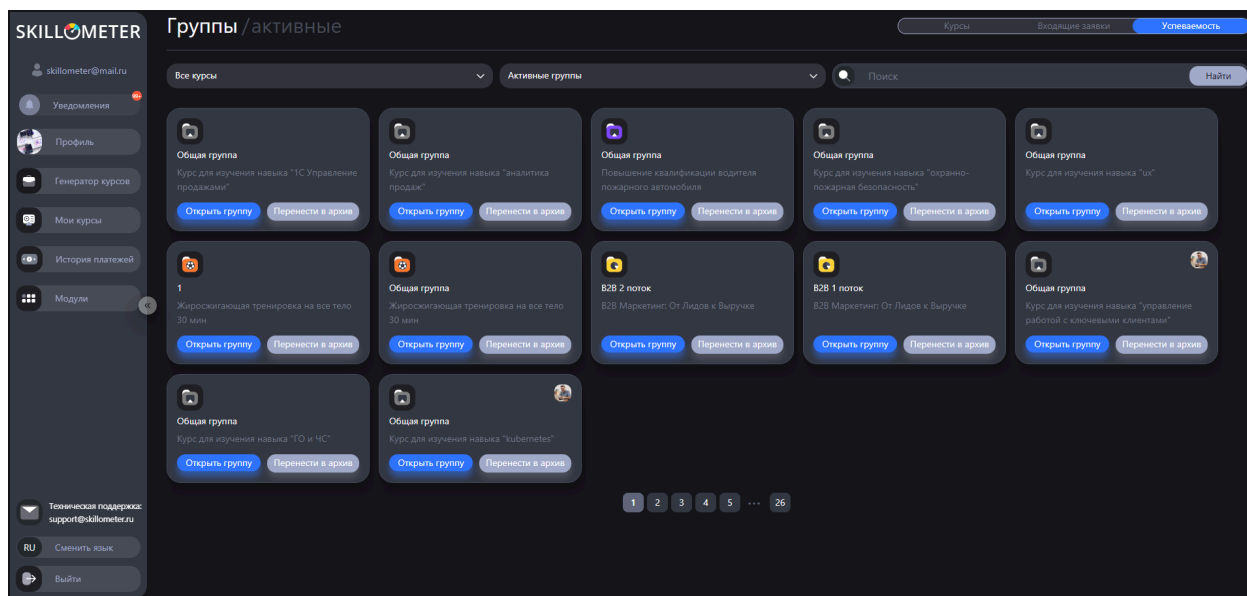 SKILLOMETER
skillometer@mail.ru
Уведомления
90+
Профиль
Генератор курсов
Мои курсы
История платежей
Модули
«
Техническая поддержка:
support@skillometer.ru
RU
Сменить язык
Выйти
Группы /активные
Курсы
Входящие заявки
Успеваемость
Все курсы
Активные группы
Поиск
Найти
Общая группа
Курс для изучения навыка "1С Управление
продажами"
Открыть группу
Перенести в архив
Общая группа
Курс для изучения навыка "аналитика
продаж"
Открыть группу
Перенести в архив
Общая группа
Повышение квалификации водителя
пожарного автомобиля
Открыть группу
Перенести в архив
Общая группа
Курс для изучения навыка "охранно-
пожарная безопасность"
Открыть группу
Перенести в архив
Общая группа
Курс для изучения навыка "ux"
Открыть группу
Перенести в архив
1
Жиросжигающая тренировка на все тело
30 мин
Открыть группу
Перенести в архив
Общая группа
Жиросжигающая тренировка на все тело
30 мин
Открыть группу
Перенести в архив
B2B 2 поток
B2B Маркетинг: От Лидов к Выручке
Открыть группу
Перенести в архив
B2B 1 поток
B2B Маркетинг: От Лидов к Выручке
Открыть группу
Перенести в архив
Общая группа
Курс для изучения навыка "управление
работой с ключевыми клиентами"
Открыть группу
Перенести в архив
Общая группа
Курс для изучения навыка "ГО и ЧС"
Открыть группу
Перенести в архив
Общая группа
Курс для изучения навыка "kubernetes"
Открыть группу
Перенести в архив
1 2 3 4 5 ··· 26